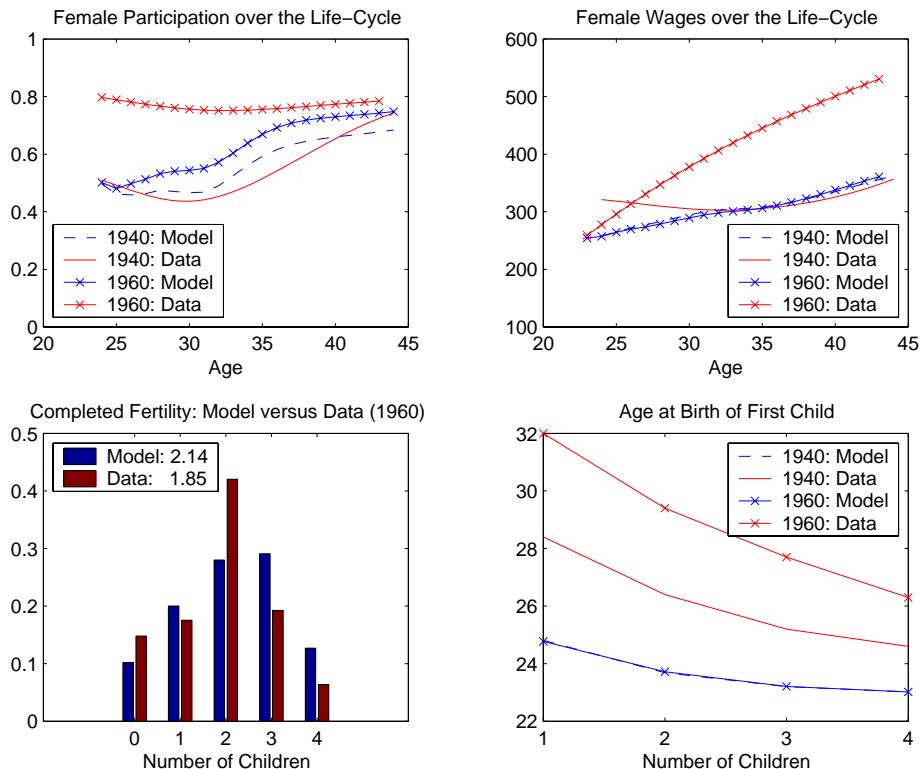 Female Participation over the Life−Cycle
1
0.8
0.6
0.4
0.2
0
20
25
30
35
40
45
Age
1940: Model
1940: Data
1960: Model
1960: Data
Female Wages over the Life−Cycle
600
500
400
300
200
100
20
25
30
35
40
45
Age
1940: Model
1940: Data
1960: Model
1960: Data
Completed Fertility: Model versus Data (1960)
0.5
0.4
0.3
0.2
0.1
0
0
1
2
3
4
Number of Children
Model: 2.14
Data: 1.85
Age at Birth of First Child
32
30
28
26
24
22
1
2
3
4
Number of Children
1940: Model
1940: Data
1960: Model
1960: Data